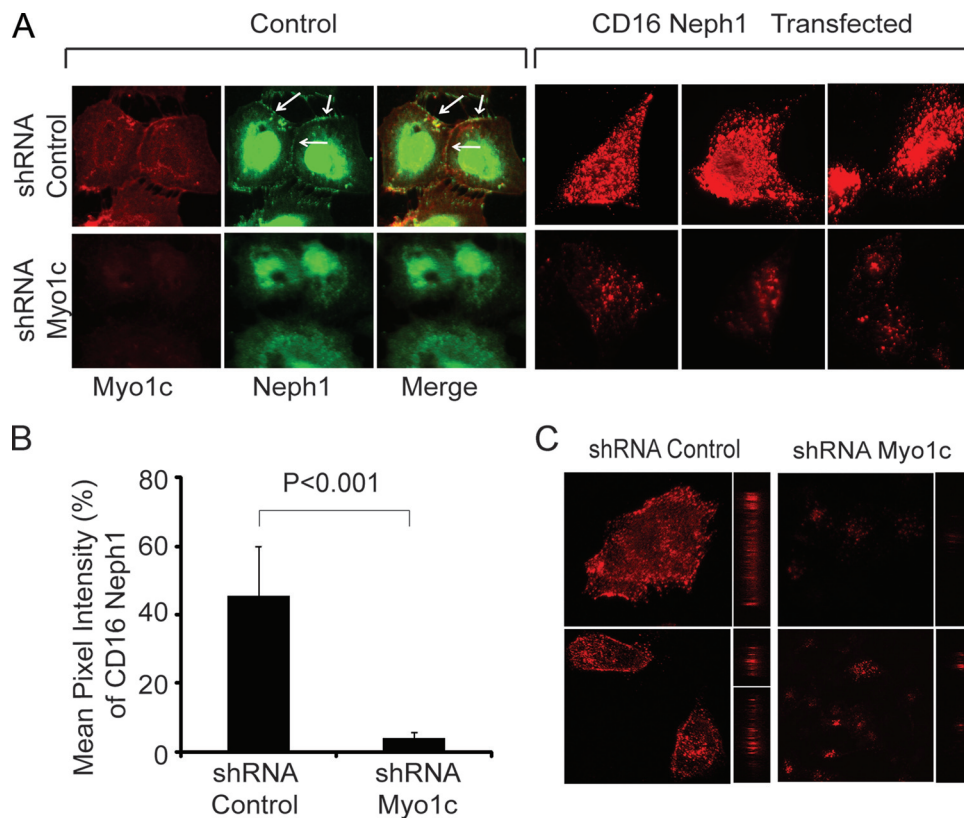 A
Control
CD16 Neph1 Transfected
shRNA
Control
shRNA
Myo1c
Myo1c Neph1 Merge
B
Mean Pixel Intensity (%)
of CD16 Neph1
80
60
40
20
0
P<0.001
shRNA
Control
shRNA
Myo1c
C
shRNA Control shRNA Myo1c